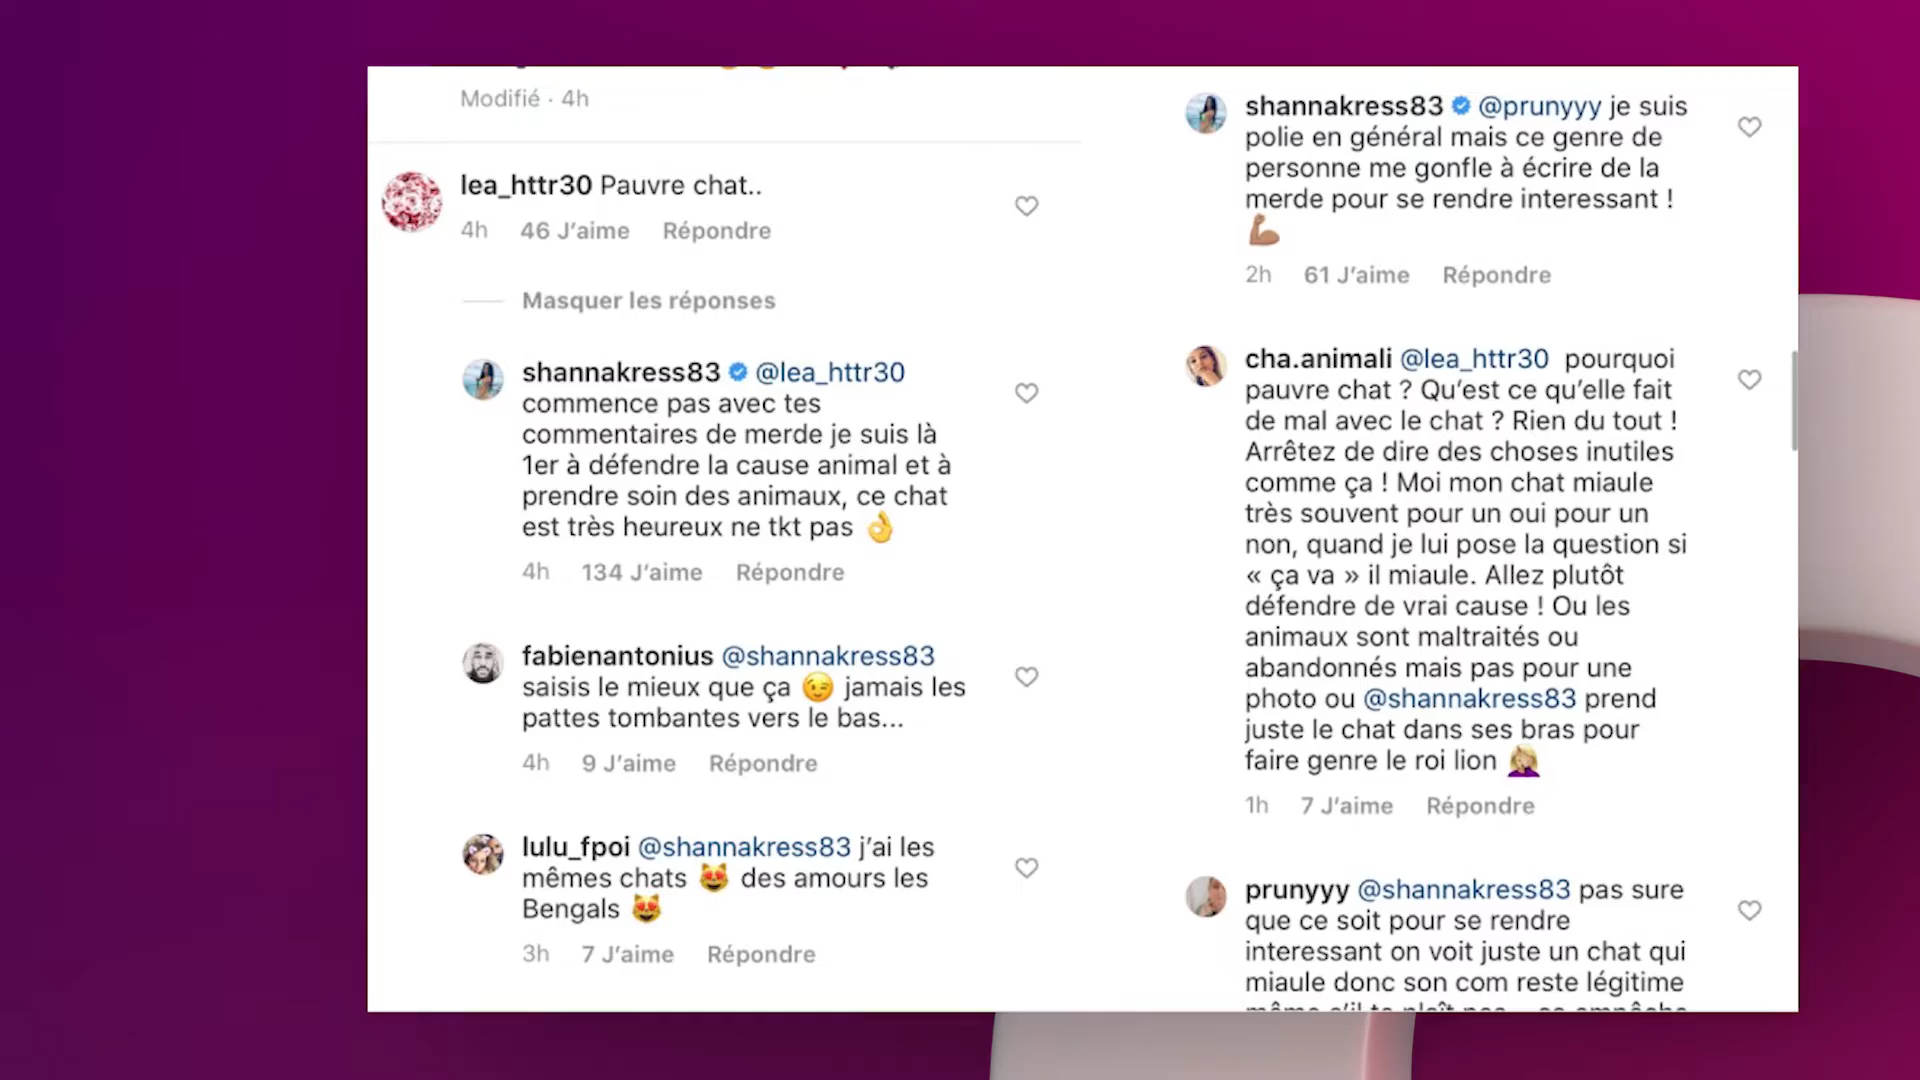 Modifié · 4h
lea_httr30 Pauvre chat..
4h 46 J’aime Répondre
Masquer les réponses
shannakress83 @lea_httr30
commence pas avec tes
commentaires de merde je suis là
1er à défendre la cause animal et à
prendre soin des animaux, ce chat
est très heureux ne tkt pas 👌
4h 134 J’aime Répondre
fabienantonius @shannakress83
saisis le mieux que ça 😉 jamais les
pattes tombantes vers le bas...
4h 9 J’aime Répondre
lulu_fpoi @shannakress83 j’ai les
mêmes chats 😻 des amours les
Bengals 😻
3h 7 J’aime Répondre
shannakress83 @prunyyy je suis
polie en général mais ce genre de
personne me gonfle à écrire de la
merde pour se rendre interessant !
💪🏽
2h 61 J’aime Répondre
cha.animali @lea_httr30 pourquoi
pauvre chat ? Qu’est ce qu’elle fait
de mal avec le chat ? Rien du tout !
Arrêtez de dire des choses inutiles
comme ça ! Moi mon chat miaule
très souvent pour un oui pour un
non, quand je lui pose la question si
« ça va » il miaule. Allez plutôt
défendre de vrai cause ! Ou les
animaux sont maltraités ou
abandonnés mais pas pour une
photo ou @shannakress83 prend
juste le chat dans ses bras pour
faire genre le roi lion 🤦🏼‍♀️
1h 7 J’aime Répondre
prunyyy @shannakress83 pas sure
que ce soit pour se rendre
interessant on voit juste un chat qui
miaule donc son com reste légitime